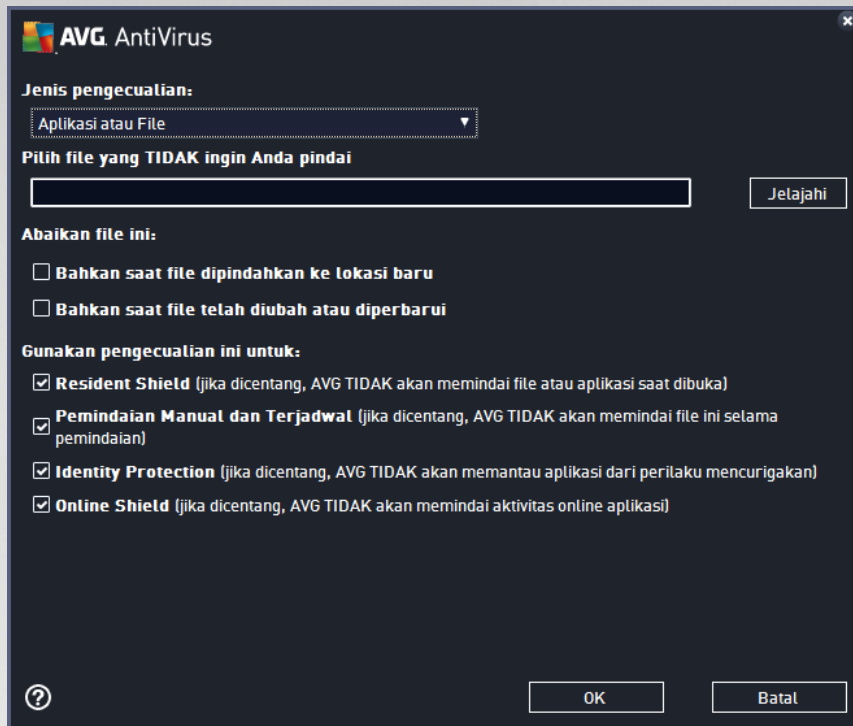 AVG. AntiVirus
Jenis pengecualian:
Aplikasi atau File
Pilih file yang TIDAK ingin Anda pindai
Jelajahi
Abaikan file ini:
Bahkan saat file dipindahkan ke lokasi baru
Bahkan saat file telah diubah atau diperbarui
Gunakan pengecualian ini untuk:
Resident Shield (jika dicentang, AVG TIDAK akan memindai file atau aplikasi saat dibuka)
Pemindaian Manual dan Terjadwal (jika dicentang, AVG TIDAK akan memindai file ini selama
pemindaian)
Identity Protection (jika dicentang, AVG TIDAK akan memantau aplikasi dari perilaku mencurigakan)
Online Shield (jika dicentang, AVG TIDAK akan memindai aktivitas online aplikasi)
?
OK
Batal